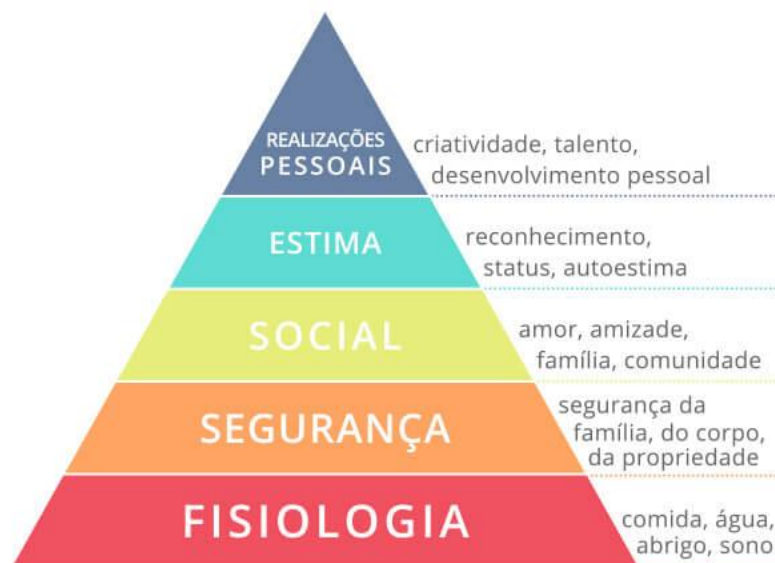 REALIZAÇÕES
PESSOAIS
criatividade, talento,
desenvolvimento pessoal
ESTIMA
reconhecimento,
status, autoestima
SOCIAL
amor, amizade,
família, comunidade
SEGURANÇA
segurança da
família, do corpo,
da propriedade
FISIOLOGIA
comida, água,
abrigo, sono